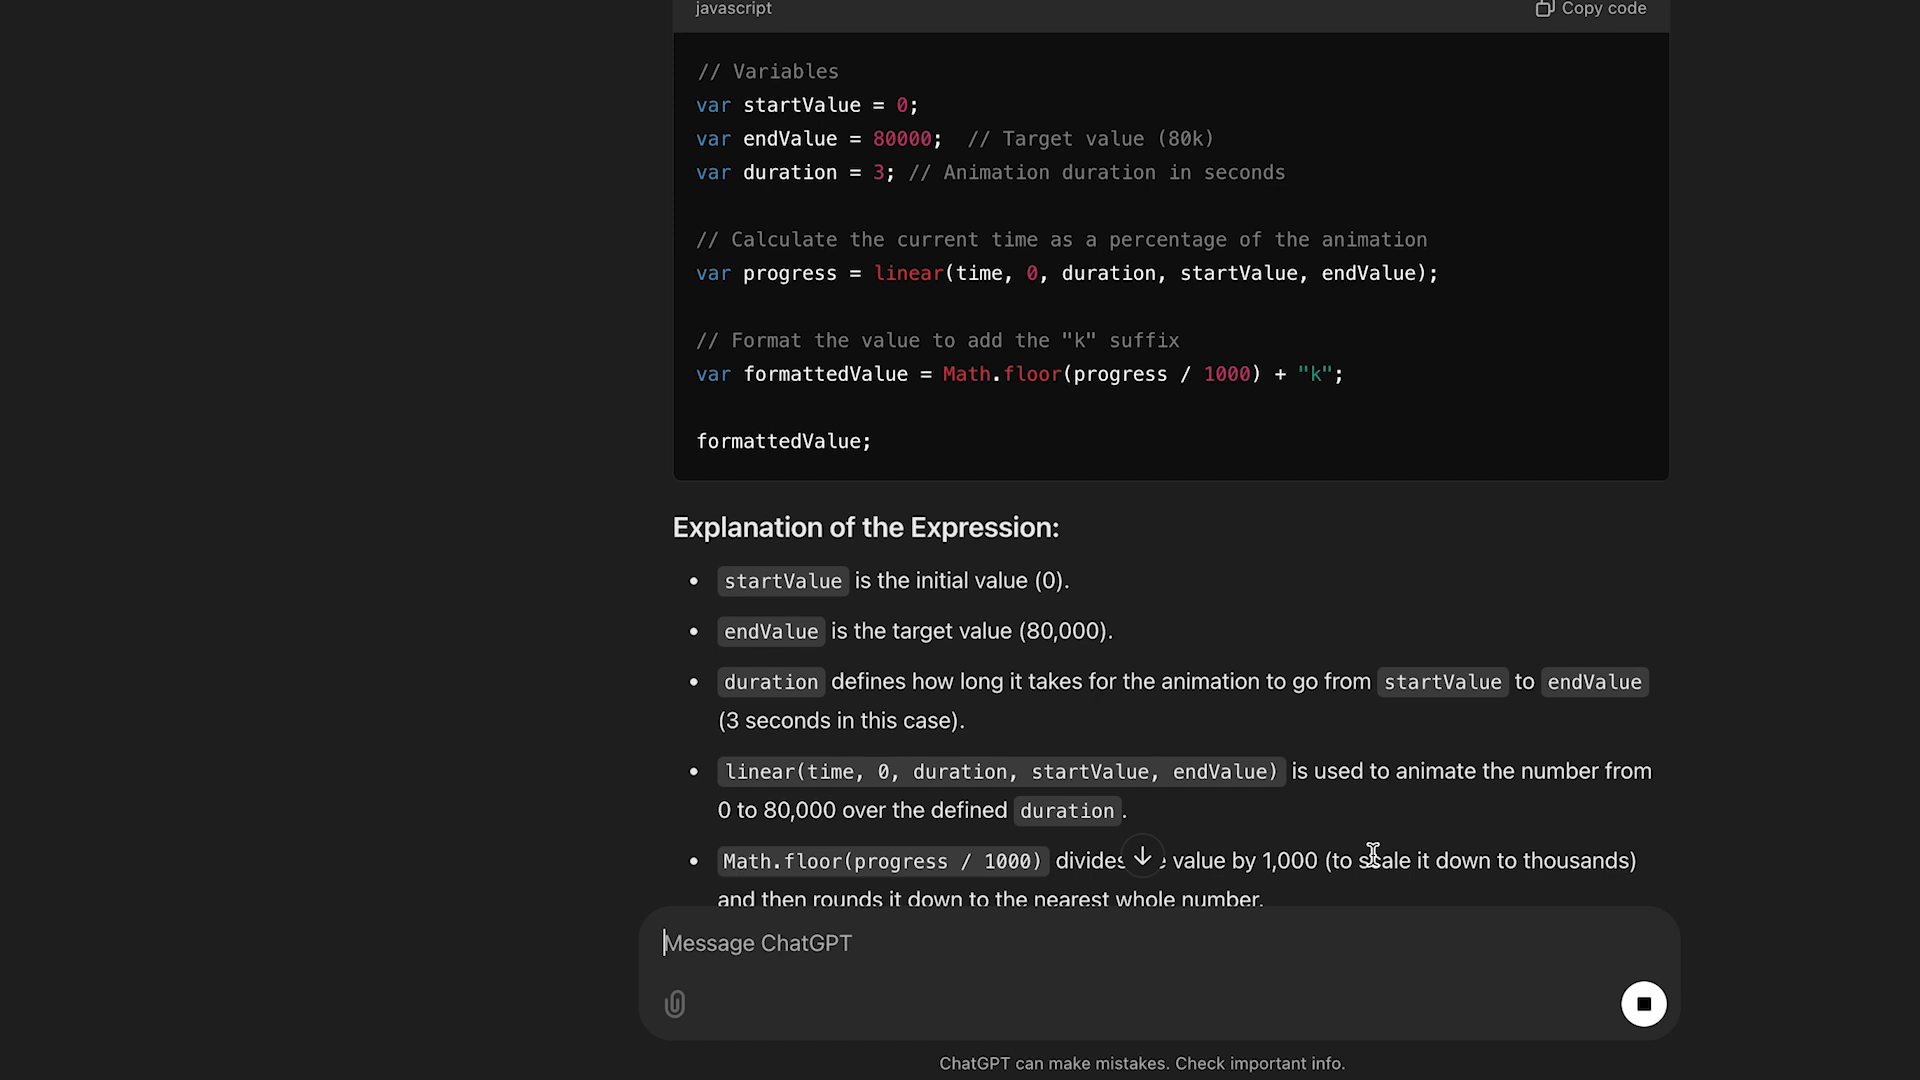 javascript
Copy code
// Variables
var startValue = 0;
var endValue = 80000;  // Target value (80k)
var duration = 3; // Animation duration in seconds
// Calculate the current time as a percentage of the animation
var progress = linear(time, 0, duration, startValue, endValue);
// Format the value to add the "k" suffix
var formattedValue = Math.floor(progress / 1000) + "k";
formattedValue;
Explanation of the Expression:
• startValue is the initial value (0).
• endValue is the target value (80,000).
• duration defines how long it takes for the animation to go from startValue to endValue
(3 seconds in this case).
• linear(time, 0, duration, startValue, endValue) is used to animate the number from
0 to 80,000 over the defined duration.
• Math.floor(progress / 1000) divides value by 1,000 (to scale it down to thousands)
and then rounds it down to the nearest whole number.
Message ChatGPT
ChatGPT can make mistakes. Check important info.